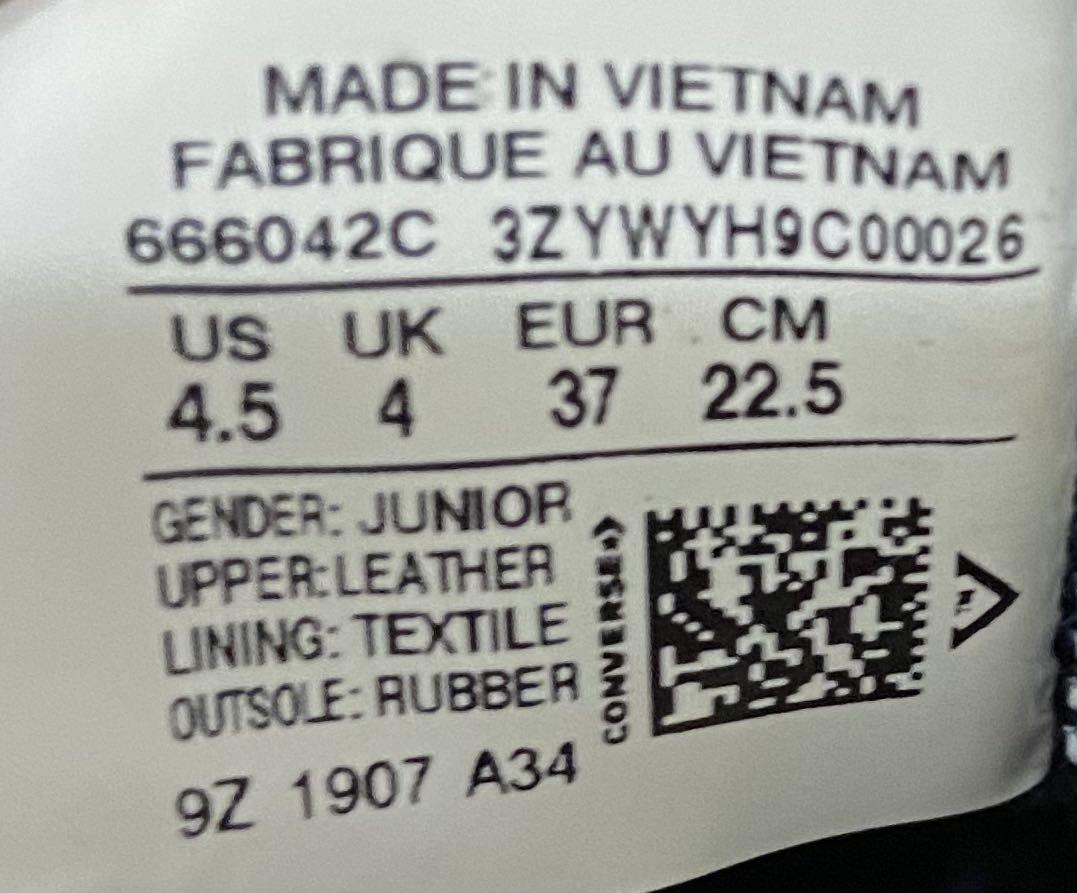 MADE IN VIETNAM
FABRIQUE AU VIETNAM
666042C 3ZYWYH9C00026
US UK EUR CM
4.5 4 37 22.5
GENDER: JUNIOR
UPPER: LEATHER
LINING: TEXTILE
OUTSOLE: RUBBER
CONVERSE
9Z 1907 A34